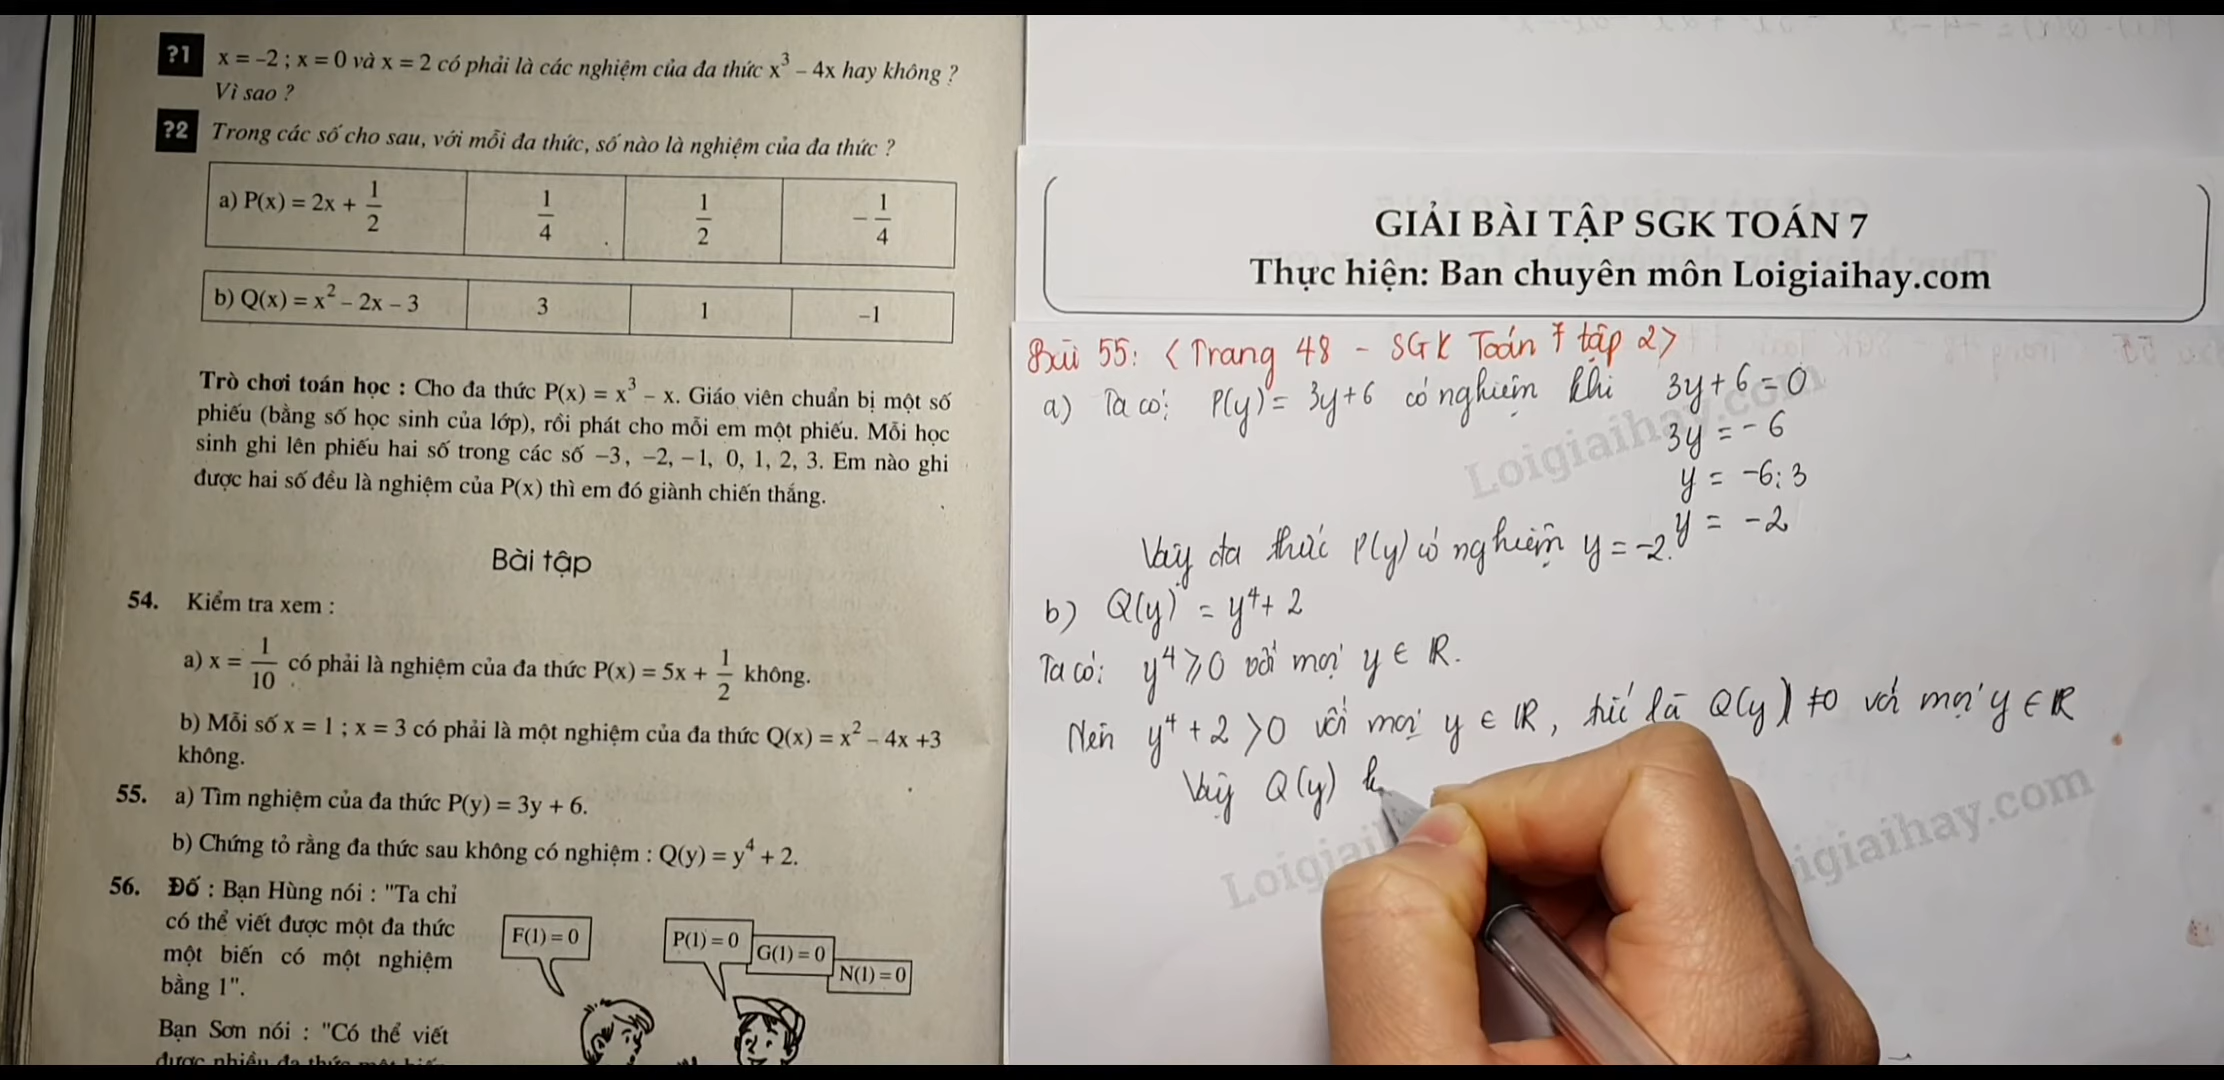 ?1 x = –2 ; x = 0 và x = 2 có phải là các nghiệm của đa thức x³ – 4x hay không ?
Vì sao ?
?2 Trong các số cho sau, với mỗi đa thức, số nào là nghiệm của đa thức ?
a) P(x) = 2x + 1/2 1/4 1/2 –1/4
b) Q(x) = x² – 2x – 3 3 1 –1
Trò chơi toán học : Cho đa thức P(x) = x³ – x. Giáo viên chuẩn bị một số
phiếu (bằng số học sinh của lớp), rồi phát cho mỗi em một phiếu. Mỗi học
sinh ghi lên phiếu hai số trong các số –3, –2, –1, 0, 1, 2, 3. Em nào ghi
được hai số đều là nghiệm của P(x) thì em đó giành chiến thắng.
Bài tập
54. Kiểm tra xem :
a) x = 1/10 có phải là nghiệm của đa thức P(x) = 5x + 1/2 không.
b) Mỗi số x = 1 ; x = 3 có phải là một nghiệm của đa thức Q(x) = x² – 4x +3
không.
55. a) Tìm nghiệm của đa thức P(y) = 3y + 6.
b) Chứng tỏ rằng đa thức sau không có nghiệm : Q(y) = y⁴ + 2.
56. Đố : Bạn Hùng nói : "Ta chỉ
có thể viết được một đa thức
một biến có một nghiệm
bằng 1".
Bạn Sơn nói : "Có thể viết
được nhiều đa thức một biến
F(1) = 0
P(1) = 0
G(1) = 0
N(1) = 0
GIẢI BÀI TẬP SGK TOÁN 7
Thực hiện: Ban chuyên môn Loigiaihay.com
Bài 55: <Trang 48 - SGK Toán 7 tập 2>
a) Ta có: P(y) = 3y+6 có nghiệm khi 3y+6 = 0
3y = -6
y = -6:3
y = -2
Vậy đa thức P(y) có nghiệm y = -2.
b) Q(y) = y⁴+ 2
Ta có: y⁴ ⩾ 0 với mọi y ∈ R.
Nên y⁴ + 2 > 0 với mọi y ∈ R, tức là Q(y) ≠ 0 với mọi y ∈ R
Vậy Q(y) k
Loigiaihay.com
Loigiai
igiaihay.com